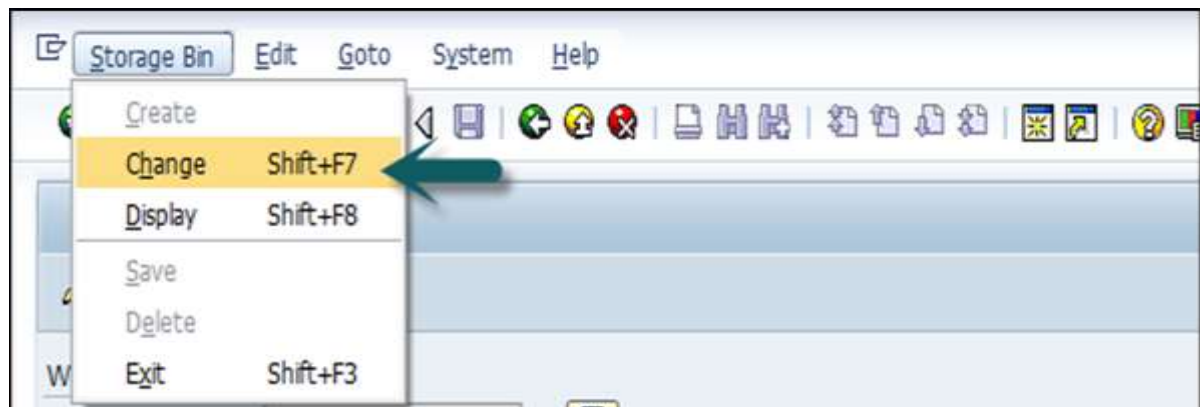 Storage Bin Edit Goto System Help
Create
Change Shift+F7
Display Shift+F8
Save
Delete
Exit Shift+F3
W